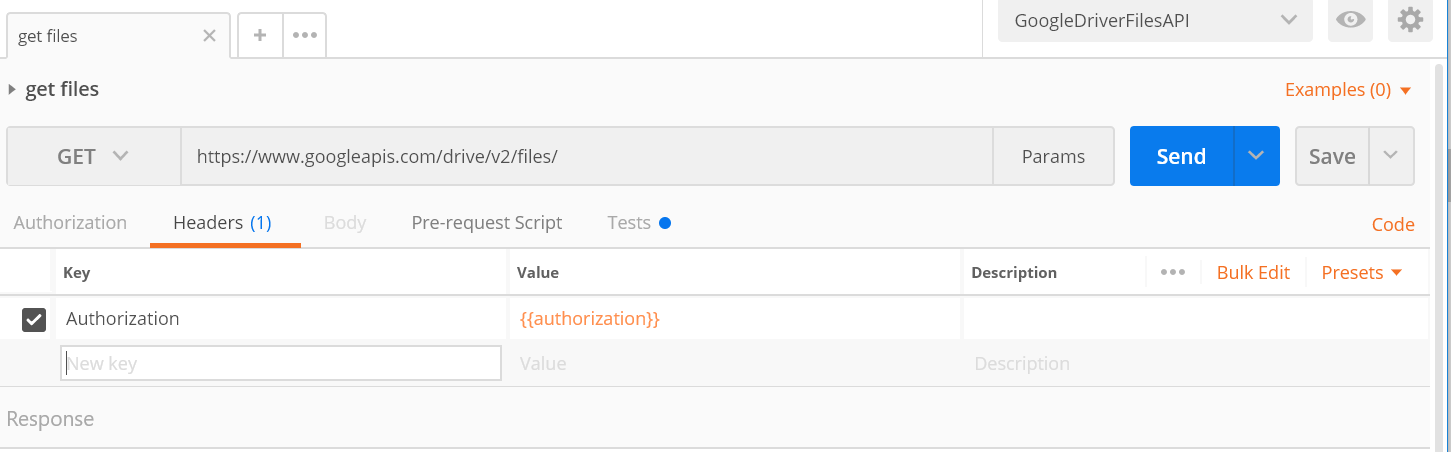 get files
GoogleDriverFilesAPI
get files
Examples (0)
GET
https://www.googleapis.com/drive/v2/files/
Params
Send
Save
Authorization
Headers (1)
Body
Pre-request Script
Tests
Code
Key
Value
Description
Bulk Edit
Presets
Authorization
{{authorization}}
New key
Value
Description
Response